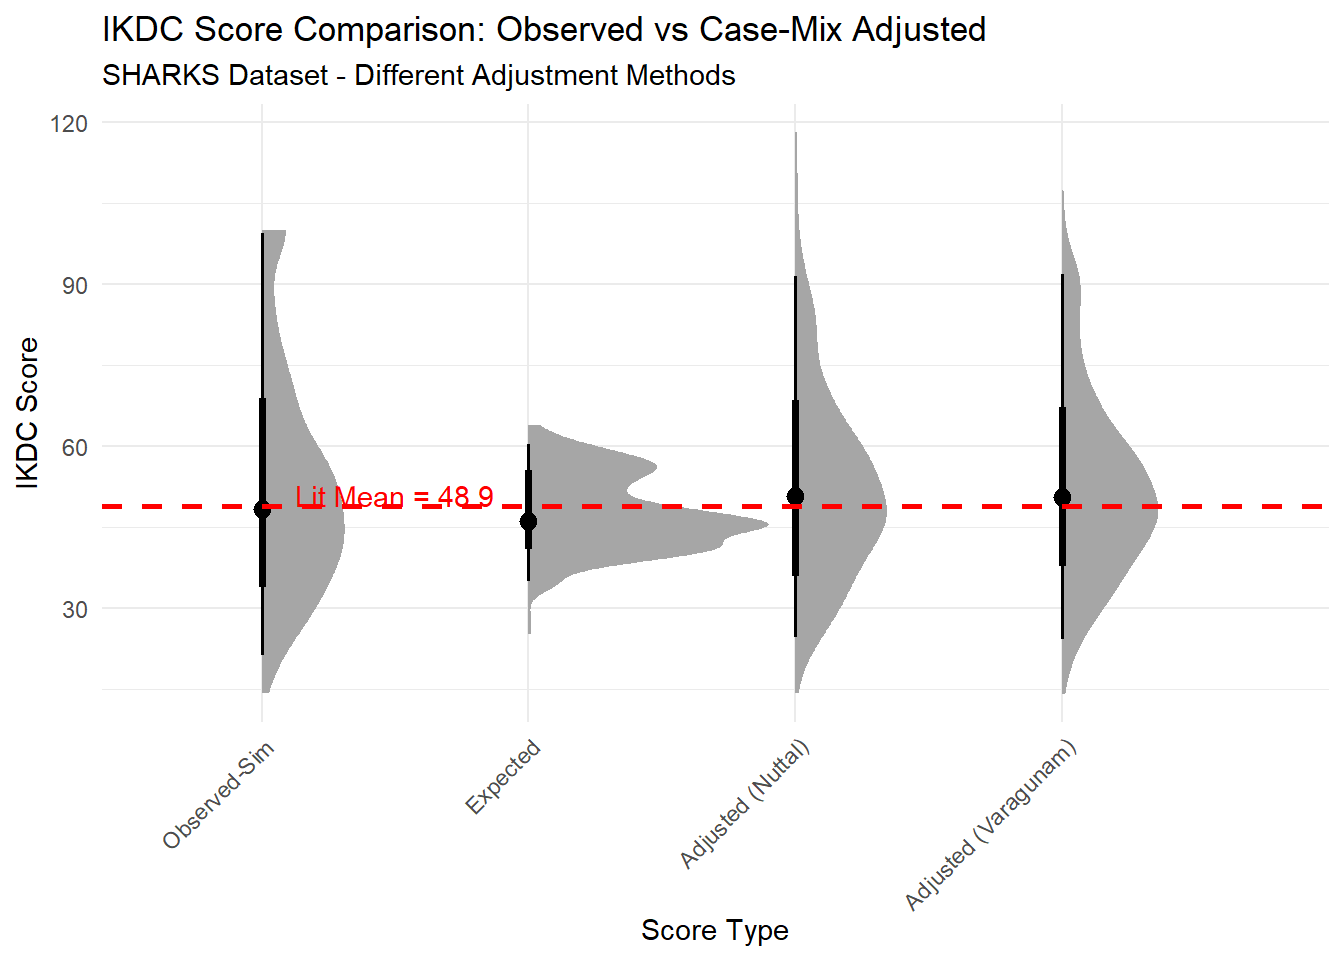 IKDC Score Comparison: Observed vs Case-Mix Adjusted
SHARKS Dataset - Different Adjustment Methods
IKDC Score
120
90
60
30
Lit Mean = 48.9
Observed-Sim
Expected
Adjusted (Nuttal)
Adjusted (Varagunam)
Score Type